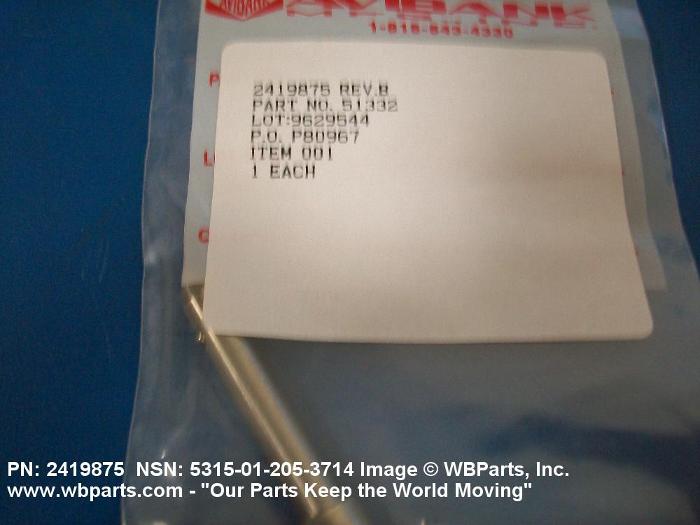 AVIBANK
1-818-843-4330
2419875 REV.B
PART NO. 51332
LOT:9629544
P.O. P80967
ITEM 001
1 EACH
PN: 2419875 NSN: 5315-01-205-3714 Image © WBParts, Inc.
www.wbparts.com - "Our Parts Keep the World Moving"